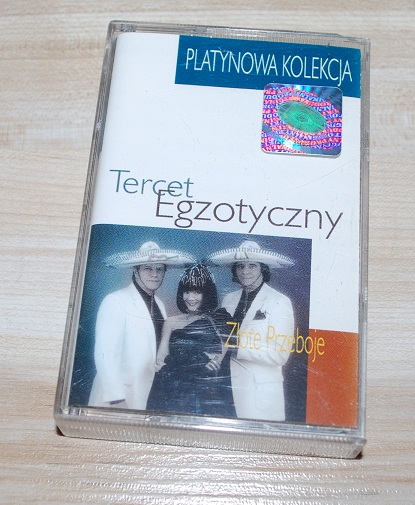 PLATYNOWA KOLEKCJA
Tercet
Egzotyczny
Złote Przeboje